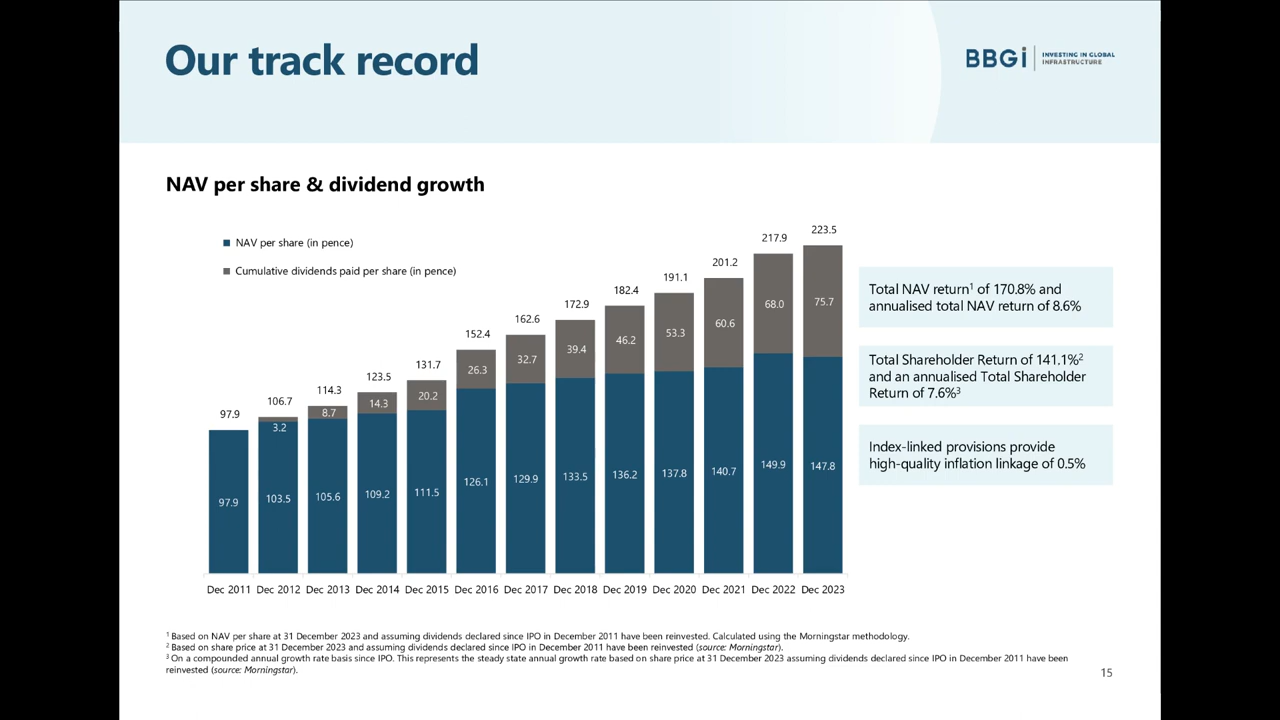 Our track record
BBGi
INVESTING IN GLOBAL
INFRASTRUCTURE
NAV per share & dividend growth
NAV per share (in pence)
Cumulative dividends paid per share (in pence)
97.9 106.7 114.3 123.5 131.7 152.4 162.6 172.9 182.4 191.1 201.2 217.9 223.5
3.2 8.7 14.3 20.2 26.3 32.7 39.4 46.2 53.3 60.6 68.0 75.7
97.9 103.5 105.6 109.2 111.5 126.1 129.9 133.5 136.2 137.8 140.7 149.9 147.8
Dec 2011 Dec 2012 Dec 2013 Dec 2014 Dec 2015 Dec 2016 Dec 2017 Dec 2018 Dec 2019 Dec 2020 Dec 2021 Dec 2022 Dec 2023
Total NAV return¹ of 170.8% and
annualised total NAV return of 8.6%
Total Shareholder Return of 141.1%²
and an annualised Total Shareholder
Return of 7.6%³
Index-linked provisions provide
high-quality inflation linkage of 0.5%
¹ Based on NAV per share at 31 December 2023 and assuming dividends declared since IPO in December 2011 have been reinvested. Calculated using the Morningstar methodology.
² Based on share price at 31 December 2023 and assuming dividends declared since IPO in December 2011 have been reinvested (source: Morningstar).
³ On a compounded annual growth rate basis since IPO. This represents the steady state annual growth rate based on share price at 31 December 2023 assuming dividends declared since IPO in December 2011 have been
reinvested (source: Morningstar).
15